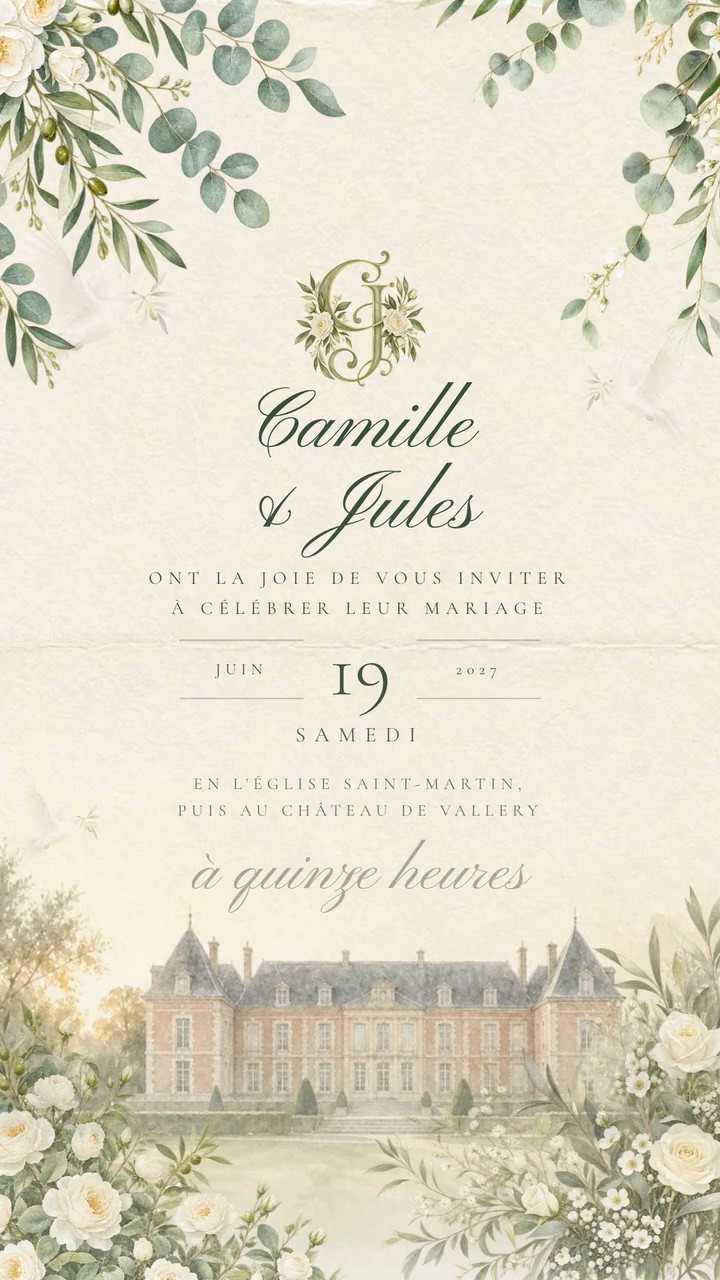 Camille
& Jules
ONT LA JOIE DE VOUS INVITER
À CÉLÉBRER LEUR MARIAGE
JUIN 19 2027
SAMEDI
EN L'ÉGLISE SAINT-MARTIN,
PUIS AU CHÂTEAU DE VALLERY
à quinze heures